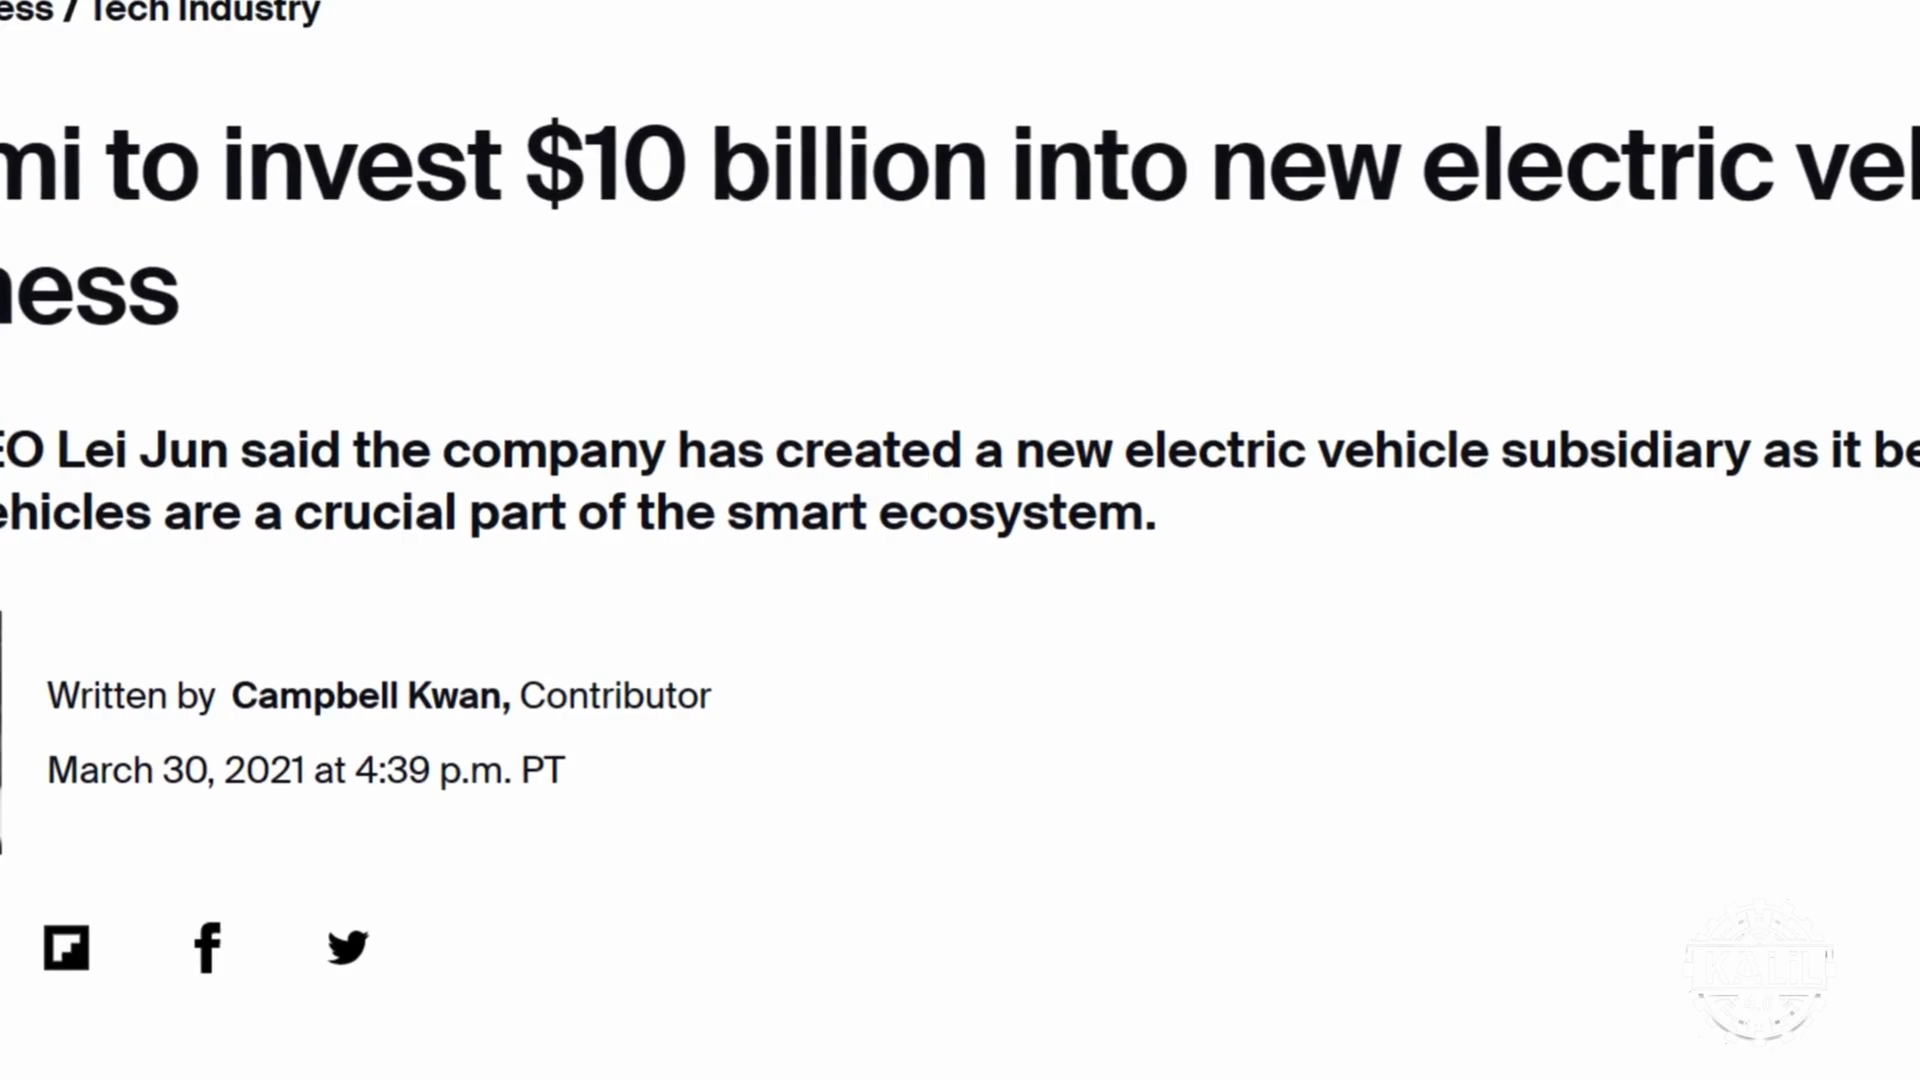 ess / Tech Industry
mi to invest $10 billion into new electric veh
ness
EO Lei Jun said the company has created a new electric vehicle subsidiary as it be
ehicles are a crucial part of the smart ecosystem.
Written by Campbell Kwan, Contributor
March 30, 2021 at 4:39 p.m. PT
KALIL